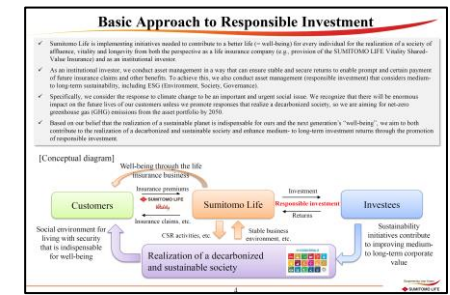 Basic Approach to Responsible Investment
✓ Sumitomo Life is implementing initiatives needed to contribute to a better life (= well-being) for every individual for the realization of a society of
affluence, vitality and longevity from both the perspective as a life insurance company (e.g., provision of the SUMITOMO LIFE Vitality Shared-
Value Insurance) and as an institutional investor.
✓ As an institutional investor, we conduct asset management in a way that can ensure stable and secure returns to enable prompt and certain payment
of future insurance claims and other benefits. To achieve this, we also conduct asset management (responsible investment) that considers medium-
to long-term sustainability, including ESG (Environment, Society, Governance).
✓ Specifically, we consider the response to climate change to be an important and urgent social issue. We recognize that there will be enormous
impact on the future lives of our customers unless we promote responses that realize a decarbonized society, so we are aiming for net-zero
greenhouse gas (GHG) emissions from the asset portfolio by 2050.
✓ Based on our belief that the realization of a sustainable planet is indispensable for ours and the next generation's "well-being", we aim to both
contribute to the realization of a decarbonized and sustainable society and enhance medium- to long-term investment returns through the promotion
of responsible investment.
[Conceptual diagram]
Well-being through the life
insurance business
Customers
Insurance premiums
SUMITOMO LIFE
Vitality
Insurance claims, etc.
Sumitomo Life
Investment
Responsible investment
Returns
Investees
Social environment for
living with security
that is indispensable
for well-being
CSR activities, etc.
Stable business
environment, etc.
Sustainability
initiatives contribute
to improving medium-
to long-term corporate
value
Realization of a decarbonized
and sustainable society
4
SUMITOMO LIFE